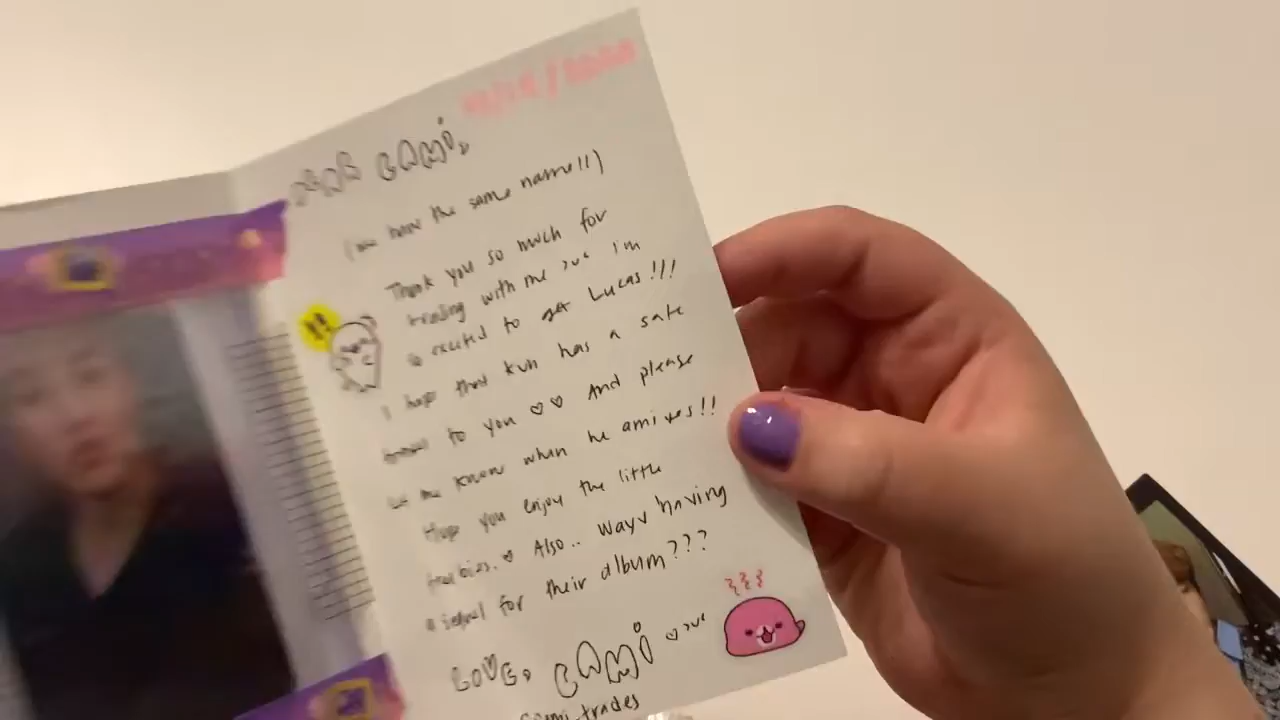 (we have the same name!!)
Thank you so much for
trading with me >u< I'm
so excited to get Lucas!!!
I hope that Kun has a safe
travel to you ♡♡ And please
let me know when he arrives!!
Hope you enjoy the little
freebies.♡ Also.. WayV having
a sequel for their album???
Love,
♡ >u<